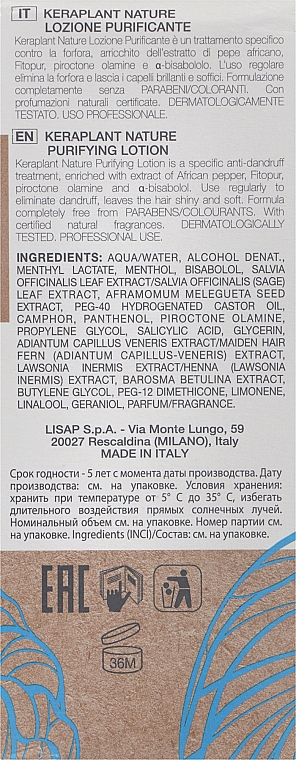 IT KERAPLANT NATURE
LOZIONE PURIFICANTE
Keraplant Nature Lozione Purificante è un trattamento specifico
contro la forfora, arricchito dell'estratto di pepe africano,
Fitopur, piroctone olamine e α-bisabololo. L'uso regolare
elimina la forfora e lascia i capelli brillanti e soffici. Formulazione
completamente senza PARABENI/COLORANTI. Con
profumazioni naturali certificate. DERMATOLOGICAMENTE
TESTATO. USO PROFESSIONALE.
EN KERAPLANT NATURE
PURIFYING LOTION
Keraplant Nature Purifying Lotion is a specific anti-dandruff
treatment, enriched with extract of African pepper, Fitopur,
piroctone olamine and α-bisabolol. Use regularly to
eliminate dandruff, leaves the hair shiny and soft. Formula
completely free from PARABENS/COLOURANTS. With
certified natural fragrances. DERMATOLOGICALLY
TESTED. PROFESSIONAL USE.
INGREDIENTS: AQUA/WATER, ALCOHOL DENAT.,
MENTHYL LACTATE, MENTHOL, BISABOLOL, SALVIA
OFFICINALIS LEAF EXTRACT/SALVIA OFFICINALIS (SAGE)
LEAF EXTRACT, AFRAMOMUM MELEGUETA SEED
EXTRACT, PEG-40 HYDROGENATED CASTOR OIL,
CAMPHOR, PANTHENOL, PIROCTONE OLAMINE,
PROPYLENE GLYCOL, SALICYLIC ACID, GLYCERIN,
ADIANTUM CAPILLUS VENERIS EXTRACT/MAIDEN HAIR
FERN (ADIANTUM CAPILLUS-VENERIS) EXTRACT,
LAWSONIA INERMIS EXTRACT/HENNA (LAWSONIA
INERMIS) EXTRACT, BAROSMA BETULINA EXTRACT,
BUTYLENE GLYCOL, PEG-12 DIMETHICONE, LIMONENE,
LINALOOL, GERANIOL, PARFUM/FRAGRANCE.
LISAP S.p.A. - Via Monte Lungo, 59
20027 Rescaldina (MILANO), Italy
MADE IN ITALY
Срок годности - 5 лет с момента даты производства. Дату
производства: см. на упаковке. Условия хранения:
хранить при температуре от 5° С до 35° С, избегать
длительного воздействия прямых солнечных лучей.
Номинальный объем см. на упаковке. Номер партии см.
на упаковке. Ingredients (INCI)/Состав: см. на упаковке.
EAC
36M